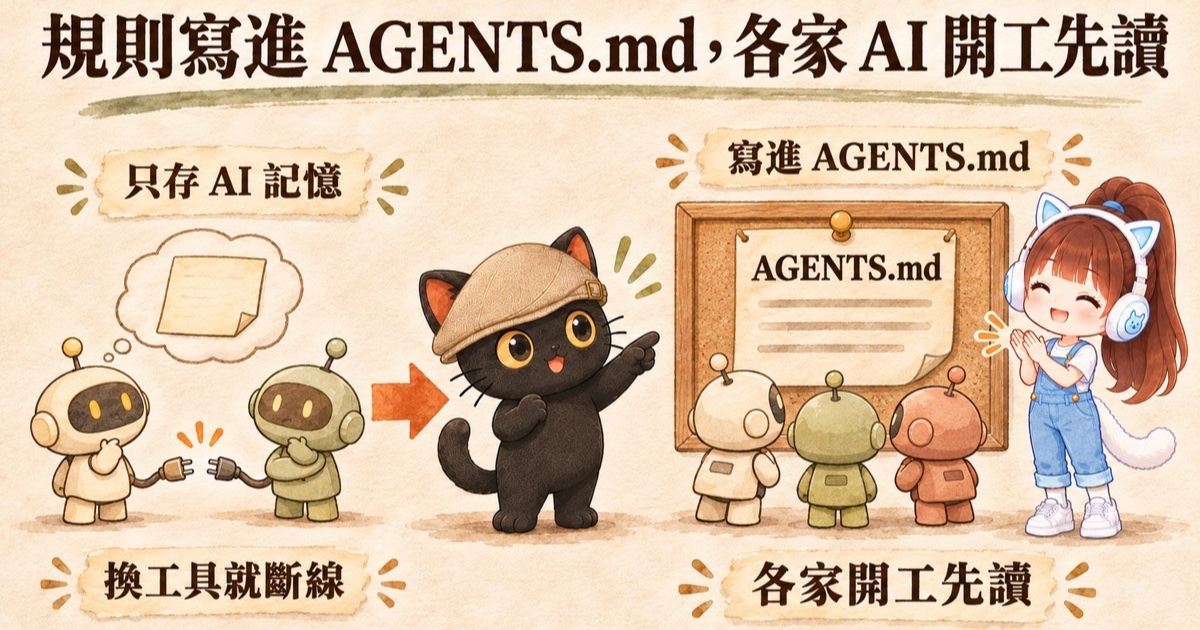 規則寫進 AGENTS.md，各家 AI 開工先讀
只存 AI 記憶
換工具就斷線
寫進 AGENTS.md
AGENTS.md
各家開工先讀